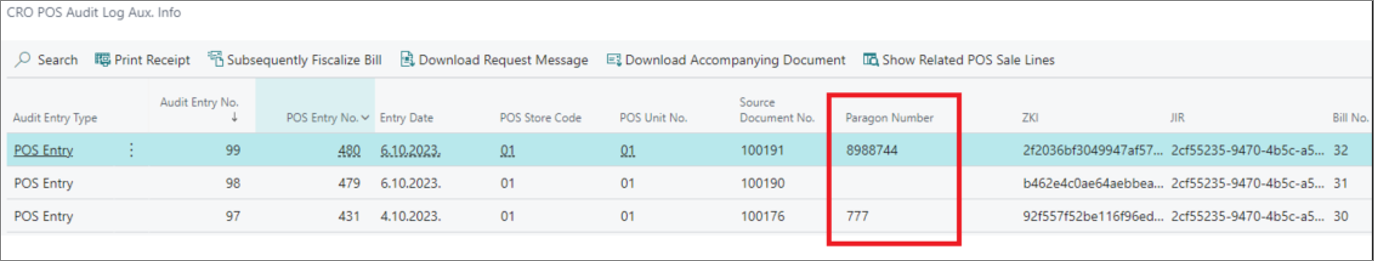 CRO POS Audit Log Aux. Info
Search Print Receipt Subsequently Fiscalize Bill Download Request Message Download Accompanying Document Show Related POS Sale Lines
Audit Entry Type Audit Entry No. ↓ POS Entry No. Entry Date POS Store Code POS Unit No. Source Document No. Paragon Number ZKI JIR Bill No.
POS Entry 99 480 6.10.2023. 01 01 100191 8988744 2f2036bf3049947af57... 2cf55235-9470-4b5c-a5... 32
POS Entry 98 479 6.10.2023. 01 01 100190 b462e4c0ae64aebbea... 2cf55235-9470-4b5c-a5... 31
POS Entry 97 431 4.10.2023. 01 01 100176 777 92f557f52be116f96ed... 2cf55235-9470-4b5c-a5... 30